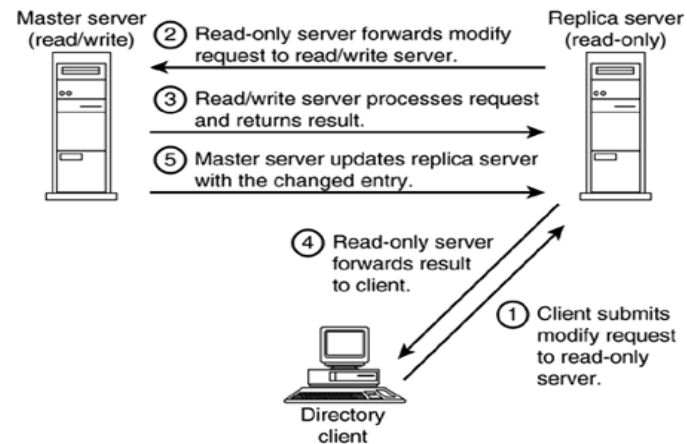 Master server
(read/write)
Replica server
(read-only)
2 Read-only server forwards modify
request to read/write server.
3 Read/write server processes request
and returns result.
5 Master server updates replica server
with the changed entry.
4 Read-only server
forwards result
to client.
1 Client submits
modify request
to read-only
server.
Directory
client